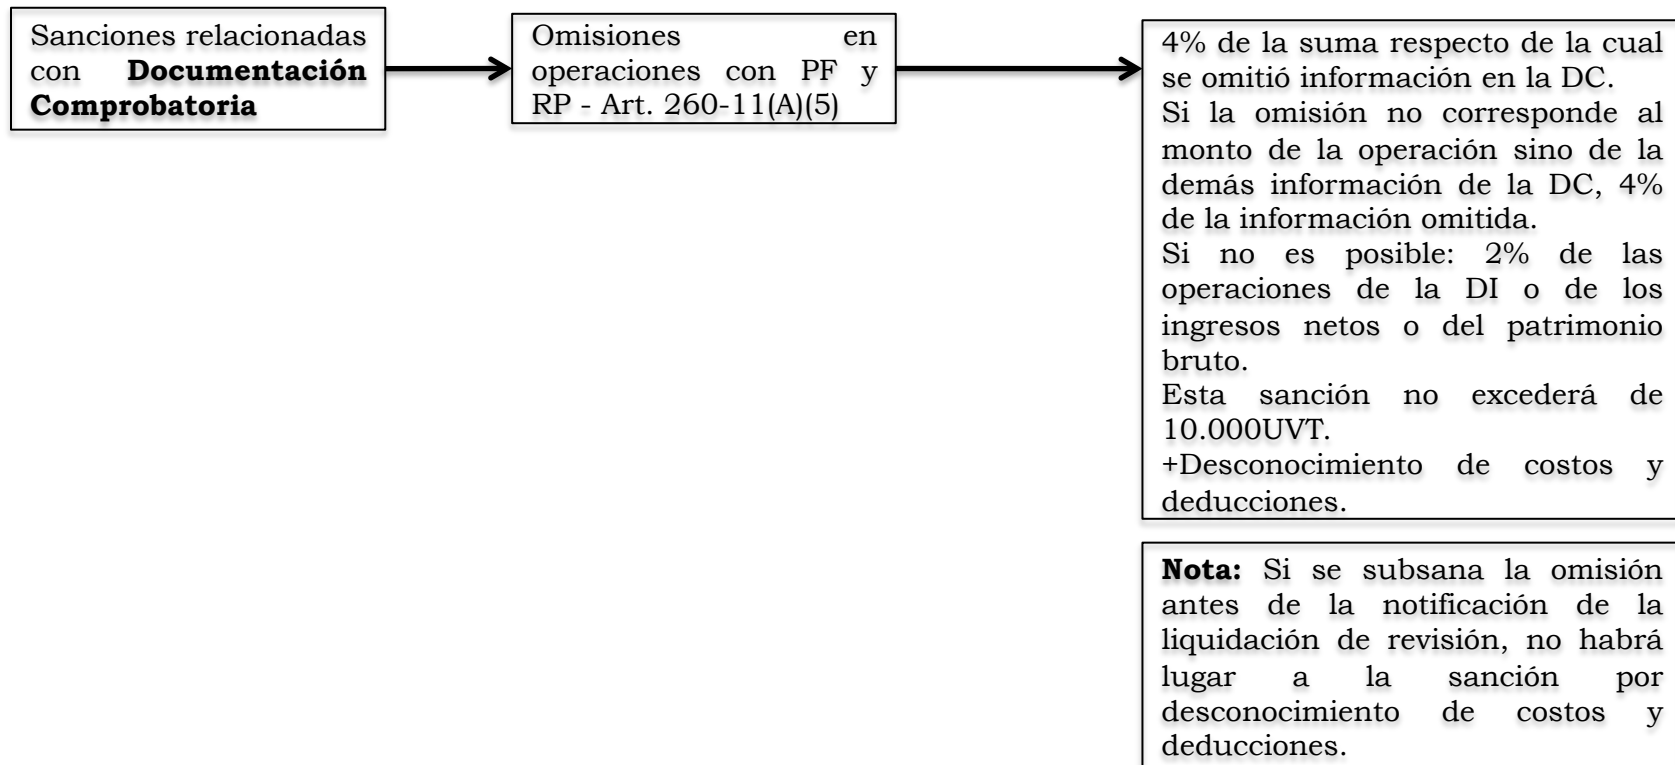 Sanciones relacionadas
con Documentación
Comprobatoria
Omisiones en
operaciones con PF y
RP - Art. 260-11(A)(5)
4% de la suma respecto de la cual
se omitió información en la DC.
Si la omisión no corresponde al
monto de la operación sino de la
demás información de la DC, 4%
de la información omitida.
Si no es posible: 2% de las
operaciones de la DI o de los
ingresos netos o del patrimonio
bruto.
Esta sanción no excederá de
10.000UVT.
+Desconocimiento de costos y
deducciones.
Nota: Si se subsana la omisión
antes de la notificación de la
liquidación de revisión, no habrá
lugar a la sanción por
desconocimiento de costos y
deducciones.